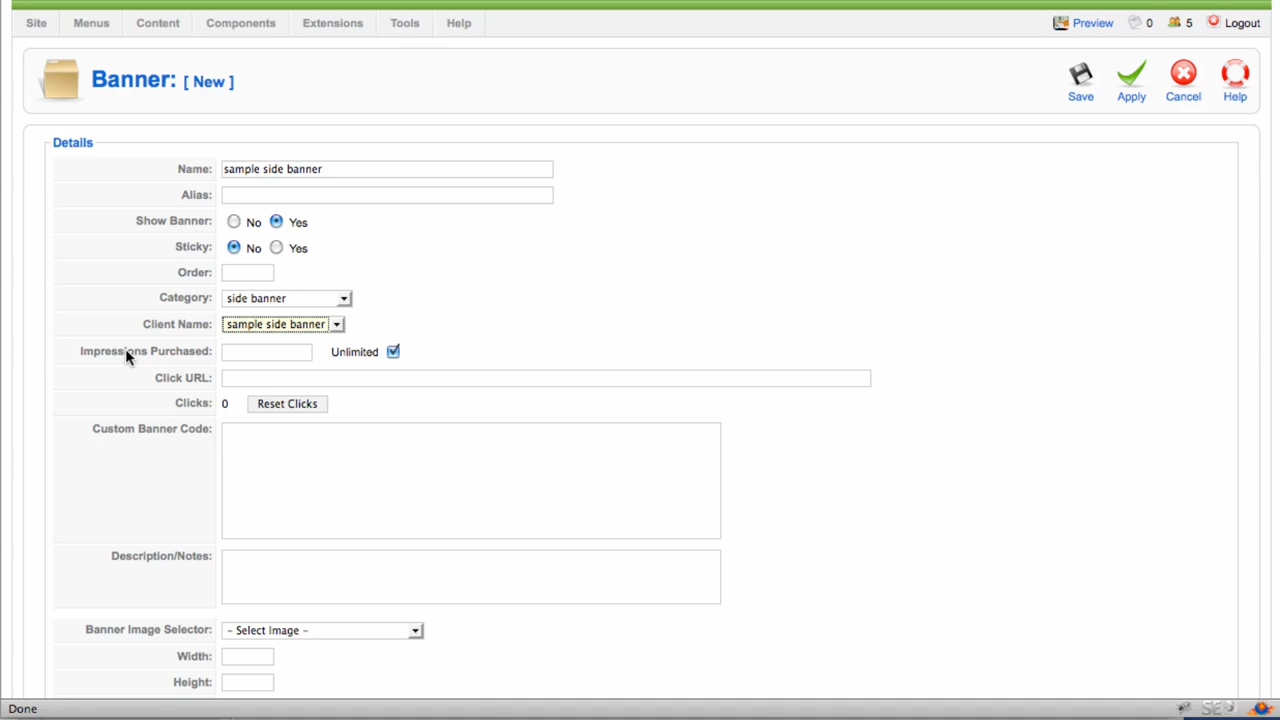 Site Menus Content Components Extensions Tools Help Preview 0 5 Logout
Banner: [ New ]
Save Apply Cancel Help
Details
Name: sample side banner
Alias:
Show Banner: No Yes
Sticky: No Yes
Order:
Category: side banner
Client Name: sample side banner
Impressions Purchased: Unlimited
Click URL:
Clicks: 0 Reset Clicks
Custom Banner Code:
Description/Notes:
Banner Image Selector: - Select Image -
Width:
Height:
Done